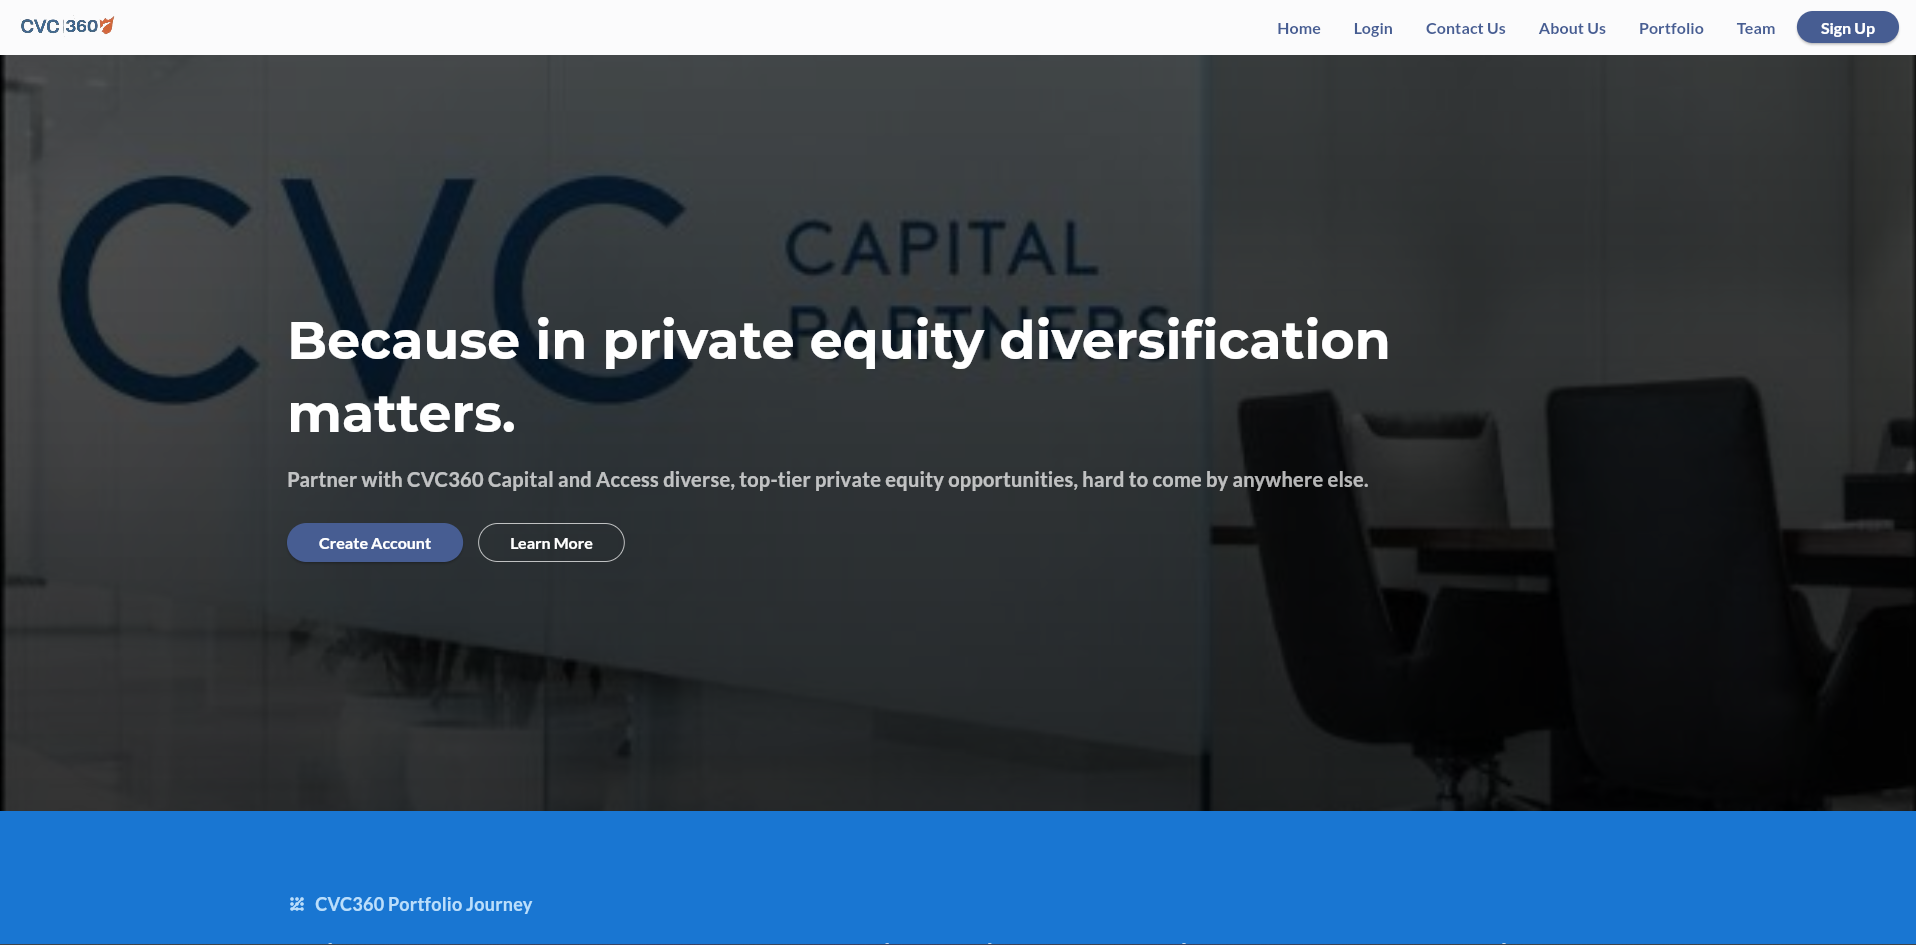 CVC 360
Home Login Contact Us About Us Portfolio Team Sign Up
CVC CAPITAL
PARTNERS
Because in private equity diversification
matters.
Partner with CVC360 Capital and Access diverse, top-tier private equity opportunities, hard to come by anywhere else.
Create Account Learn More
CVC360 Portfolio Journey